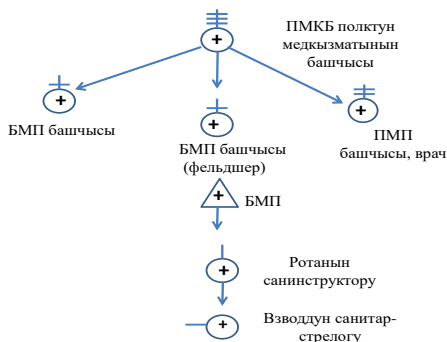 ПМКБ полктун
медкызматынын
башчысы
БМП башчысы
БМП башчысы
(фельдшер)
ПМП
башчысы, врач
БМП
Ротанын
санинструктору
Взводдун санитар-
стрелогу